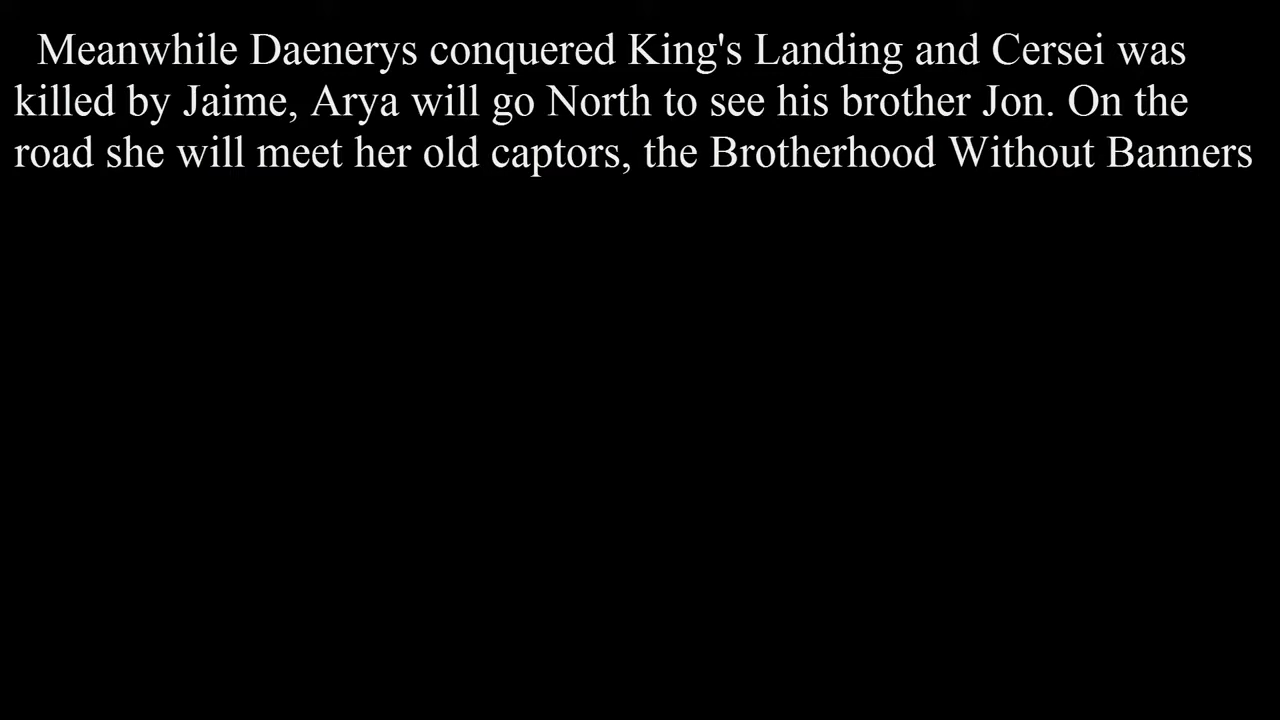 Meanwhile Daenerys conquered King's Landing and Cersei was
killed by Jaime, Arya will go North to see his brother Jon. On the
road she will meet her old captors, the Brotherhood Without Banners